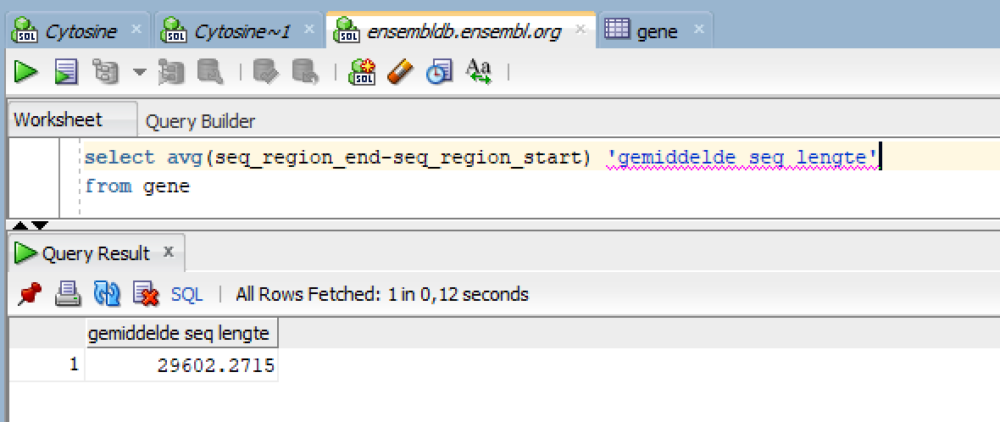 Cytosine × Cytosine~1 × ensembldb.ensembl.org × gene ×
Worksheet Query Builder
select avg(seq_region_end-seq_region_start) 'gemiddelde seq lengte'
from gene
Query Result x
SQL | All Rows Fetched: 1 in 0,12 seconds
gemiddelde seq lengte
1 29602.2715